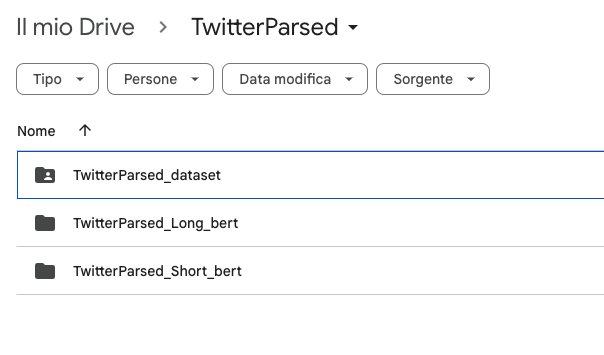 Il mio Drive > TwitterParsed
Tipo Persone Data modifica Sorgente
Nome
TwitterParsed_dataset
TwitterParsed_Long_bert
TwitterParsed_Short_bert